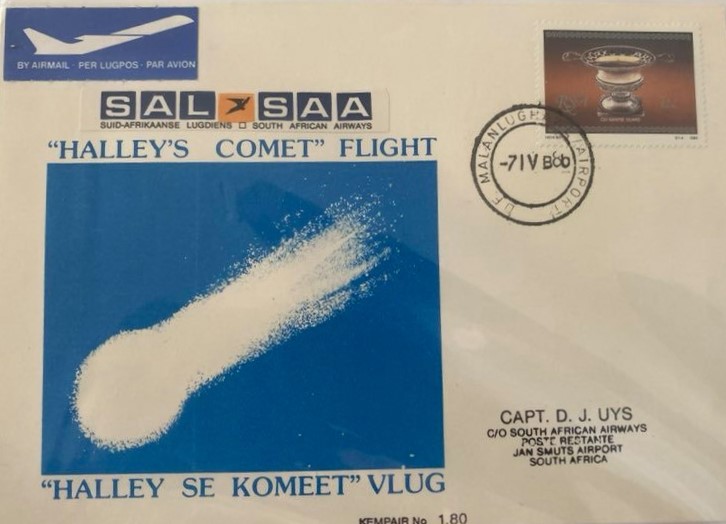 BY AIRMAIL · PER LUGPOS · PAR AVION
SAL SAA
SUID-AFRIKAANSE LUGDIENS □ SOUTH AFRICAN AIRWAYS
"HALLEY'S COMET" FLIGHT
D F MALANLUGHAWE AIRPORT
-7 IV
"HALLEY SE KOMEET" VLUG
CAPT. D. J. UYS
C/O SOUTH AFRICAN AIRWAYS
POSTE RESTANTE
JAN SMUTS AIRPORT
SOUTH AFRICA
KEMPAIR No 1.80